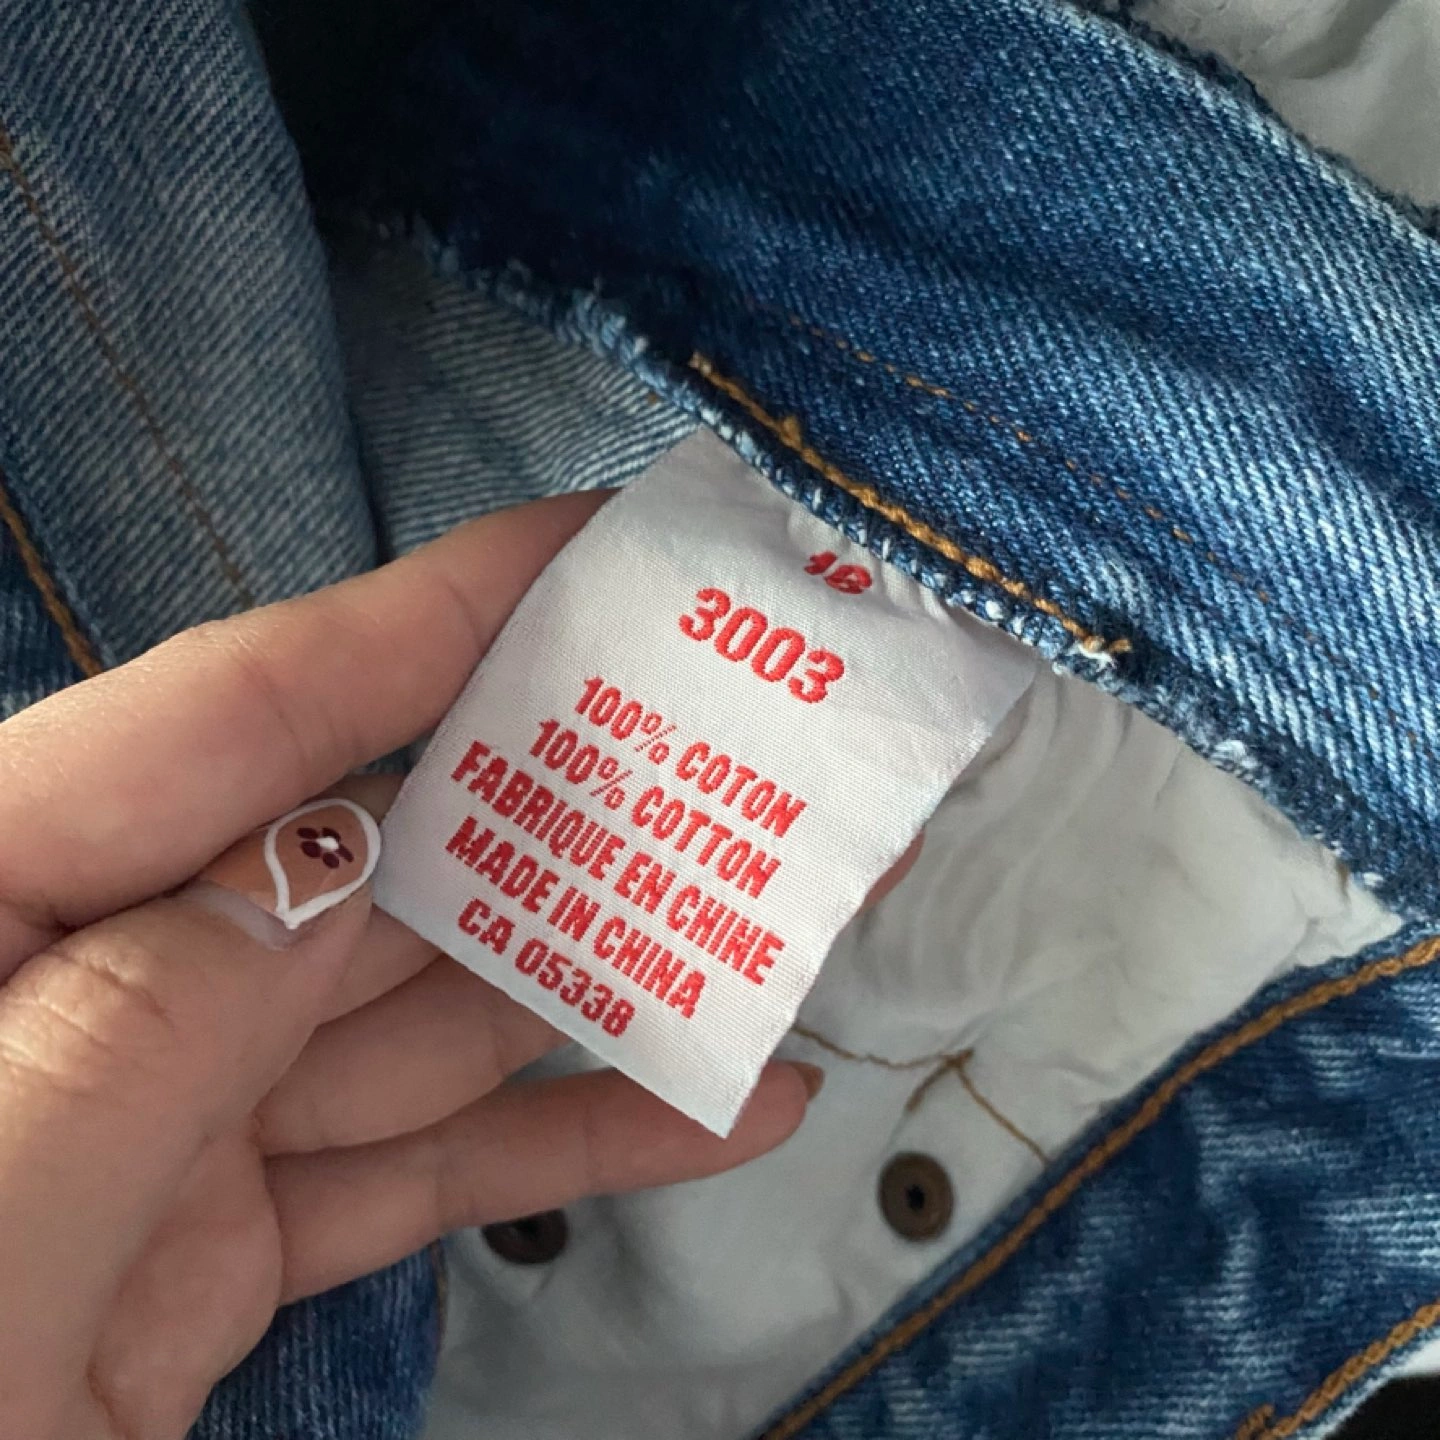 16
3003
100% COTON
100% COTTON
FABRIQUE EN CHINE
MADE IN CHINA
CA 05338